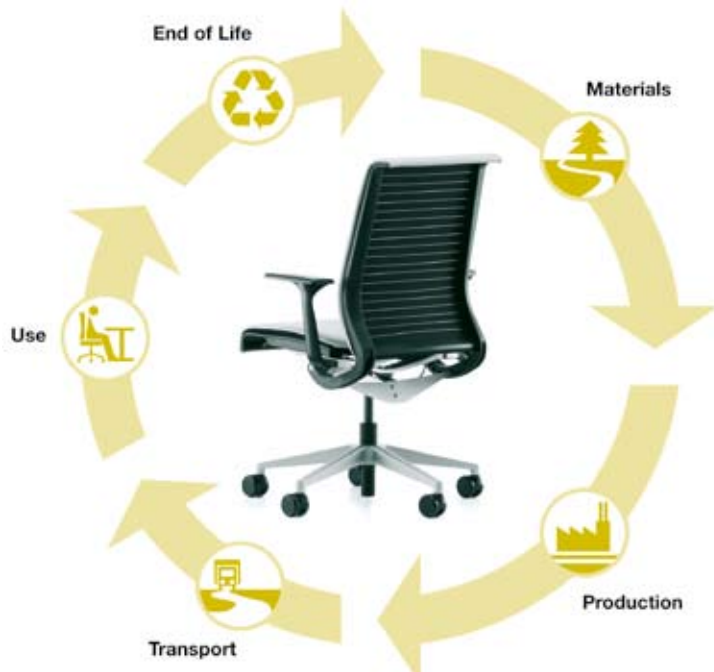 End of Life
Materials
Use
Production
Transport